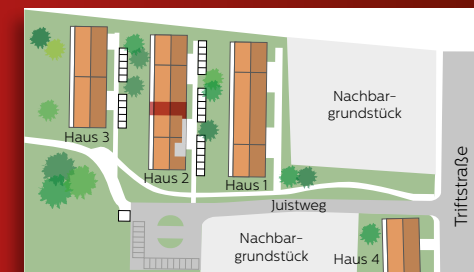 Nachbar-
grundstück
Haus 3
Haus 2
Haus 1
Juistweg
Triftstraße
Nachbar-
grundstück
Haus 4